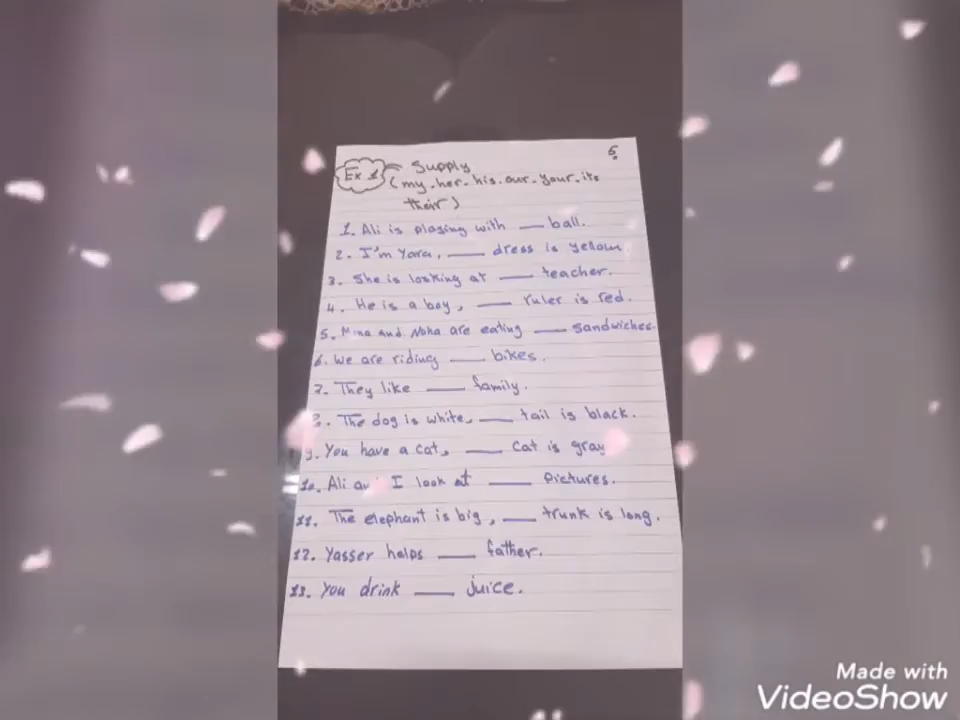 6
Ex 1 Supply
(my - her - his - our - your - its
their)
1. Ali is playing with ___ ball.
2. I'm Yara, ___ dress is yellow
3. She is looking at ___ teacher.
4. He is a boy, ___ ruler is red.
5. Mina and Noha are eating ___ sandwiches.
6. We are riding ___ bikes.
7. They like ___ family.
8. The dog is white, ___ tail is black.
9. You have a cat, ___ cat is gray
10. Ali I look at ___ pictures.
11. The elephant is big, ___ trunk is long.
12. Yasser helps ___ father.
13. You drink ___ juice.
Made with
VideoShow